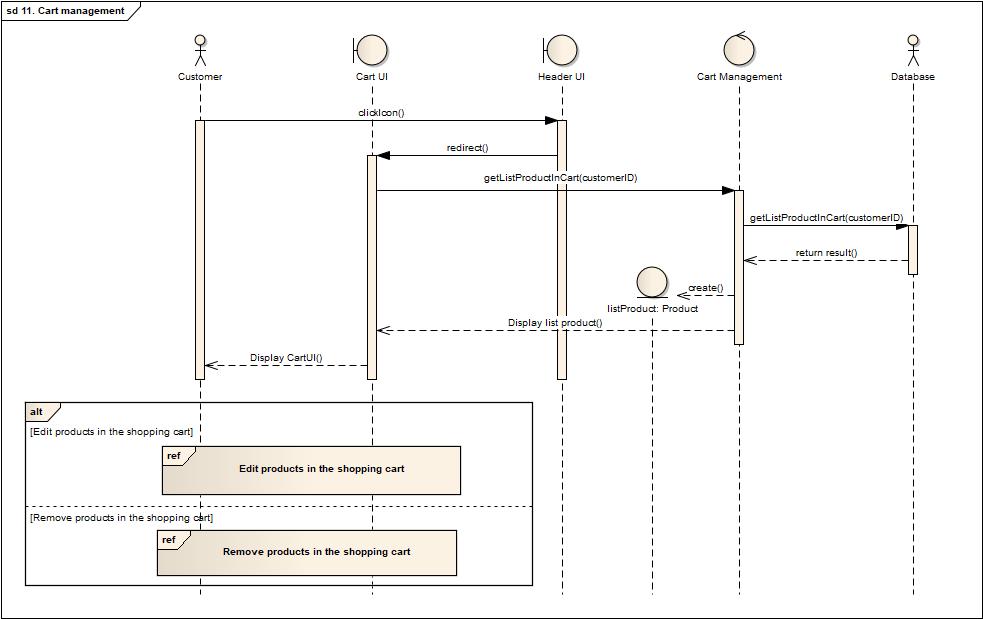 sd 11. Cart management
Customer
Cart UI
Header UI
Cart Management
Database
clickIcon()
redirect()
getListProductInCart(customerID)
getListProductInCart(customerID)
return result()
create()
listProduct: Product
Display list product()
Display CartUI()
alt
[Edit products in the shopping cart]
ref
Edit products in the shopping cart
[Remove products in the shopping cart]
ref
Remove products in the shopping cart